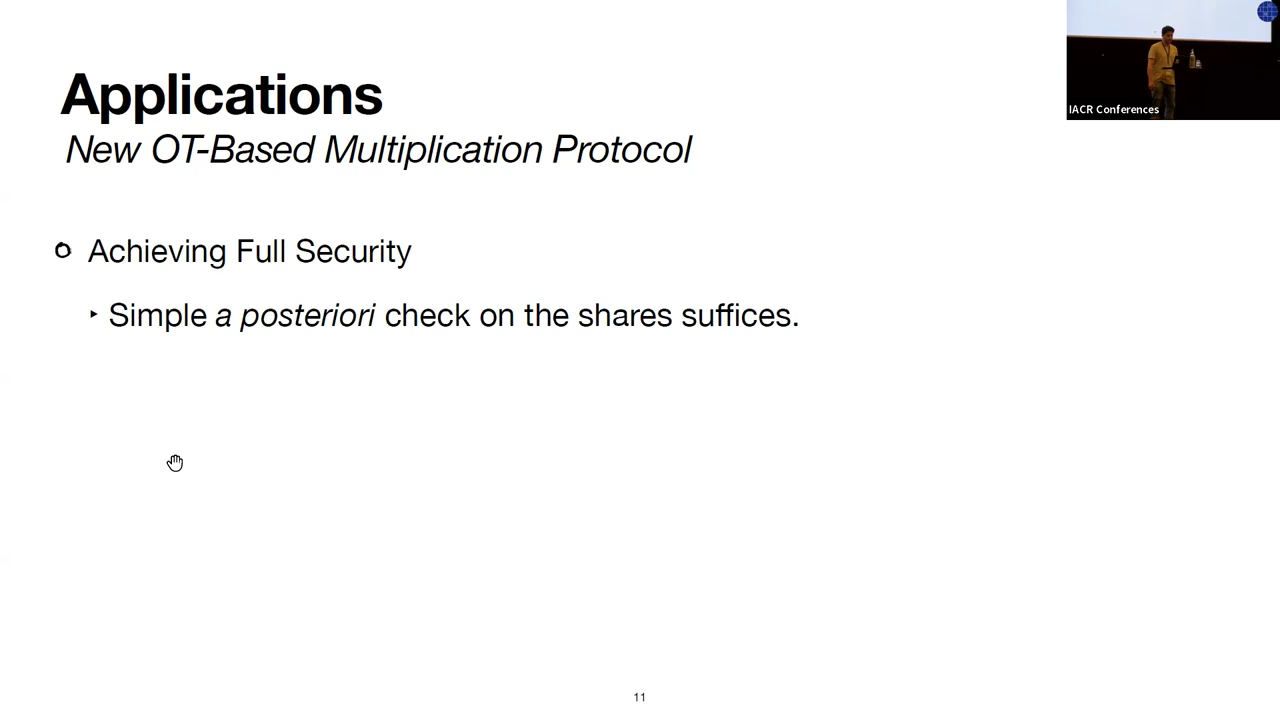 Applications
New OT-Based Multiplication Protocol
Achieving Full Security
‣ Simple a posteriori check on the shares suffices.
IACR Conferences
11